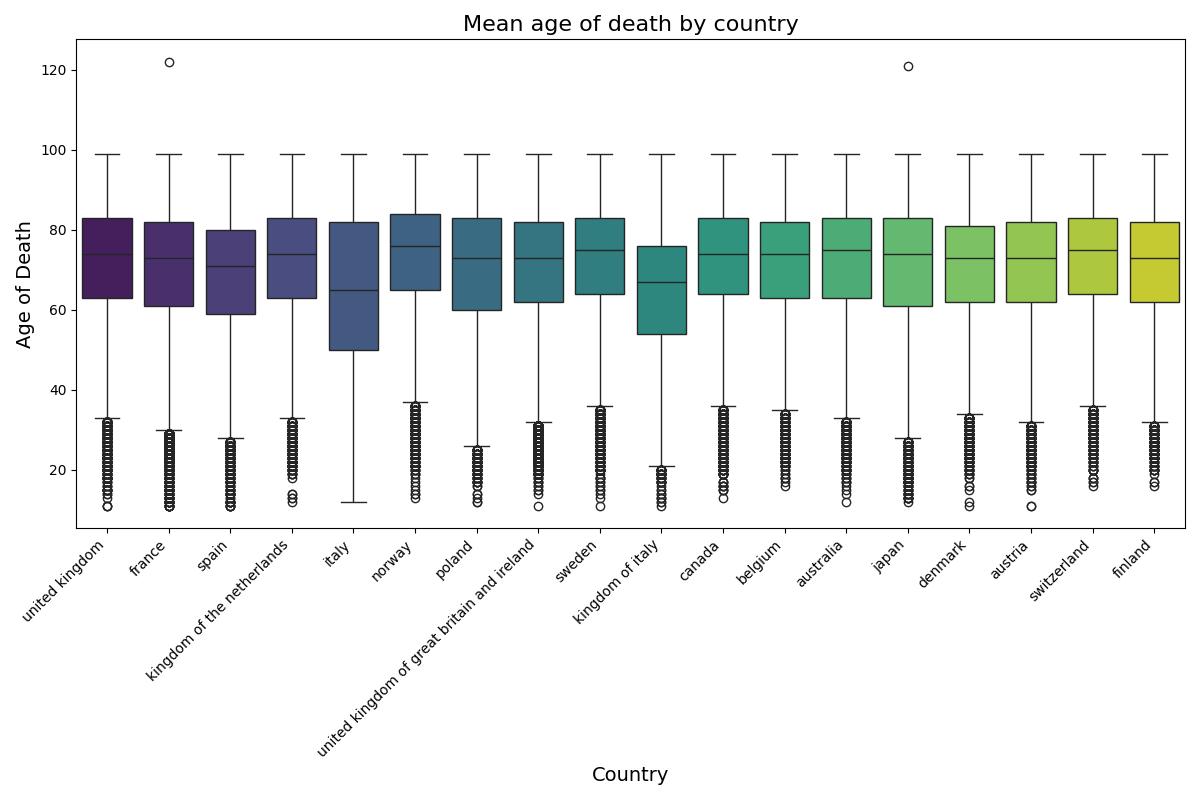 Mean age of death by country
Age of Death
120
100
80
60
40
20
united kingdom
france
spain
kingdom of the netherlands
italy
norway
poland
united kingdom of great britain and ireland
sweden
kingdom of italy
canada
belgium
australia
japan
denmark
austria
switzerland
finland
Country